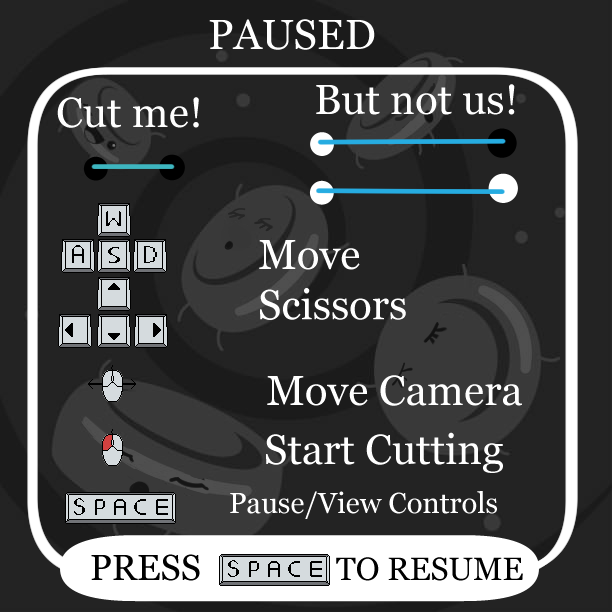 PAUSED
Cut me!
But not us!
W
A S D
Move
Scissors
Move Camera
Start Cutting
SPACE Pause/View Controls
PRESS SPACE TO RESUME